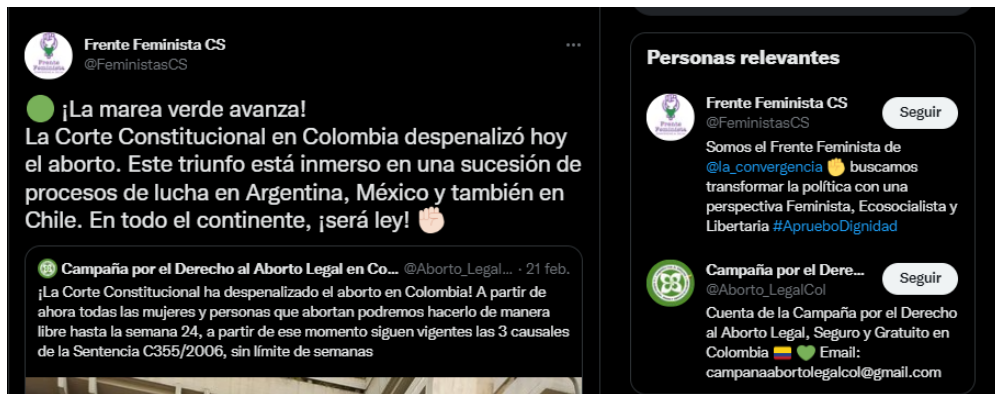 Frente Feminista CS
@FeministasCS
🟢 ¡La marea verde avanza!
La Corte Constitucional en Colombia despenalizó hoy
el aborto. Este triunfo está inmerso en una sucesión de
procesos de lucha en Argentina, México y también en
Chile. En todo el continente, ¡será ley! ✊🏻
Campaña por el Derecho al Aborto Legal en Co... @Aborto_Legal... · 21 feb.
¡La Corte Constitucional ha despenalizado el aborto en Colombia! A partir de
ahora todas las mujeres y personas que abortan podremos hacerlo de manera
libre hasta la semana 24, a partir de ese momento siguen vigentes las 3 causales
de la Sentencia C355/2006, sin límite de semanas
Personas relevantes
Frente Feminista CS
@FeministasCS
Seguir
Somos el Frente Feminista de
@la_convergencia ✊ buscamos
transformar la política con una
perspectiva Feminista, Ecosocialista y
Libertaria #AprueboDignidad
Campaña por el Dere...
@Aborto_LegalCol
Seguir
Cuenta de la Campaña por el Derecho
al Aborto Legal, Seguro y Gratuito en
Colombia 🇨🇴 💚 Email:
campanaabortolegalcol@gmail.com